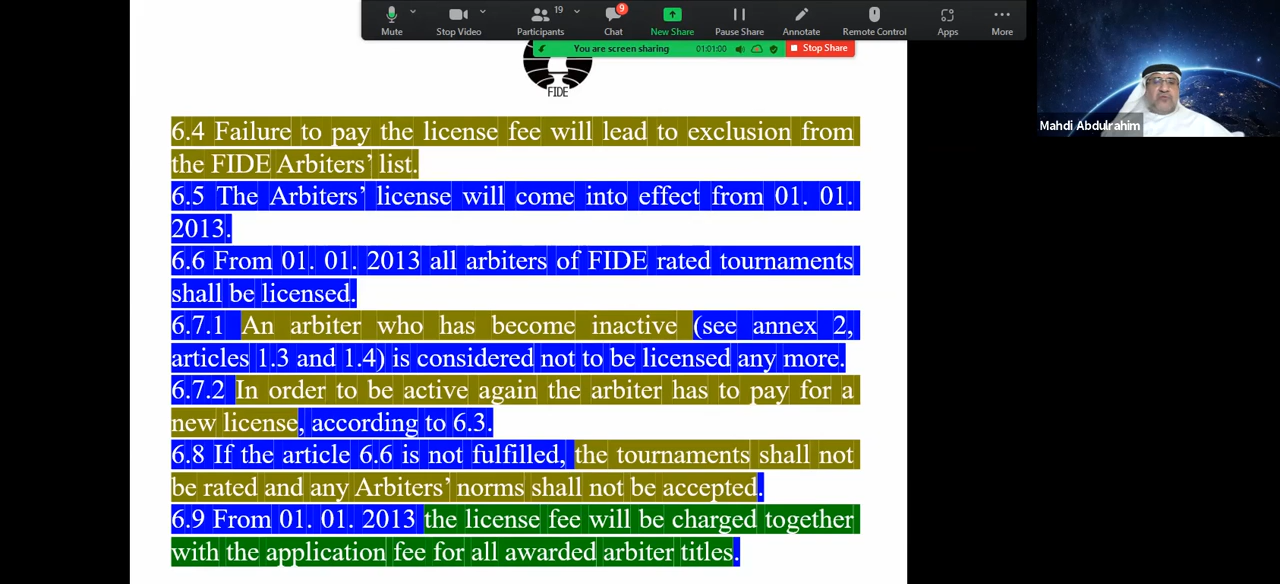 19
9
Mute
Stop Video
Participants
Chat
New Share
Pause Share
Annotate
Remote Control
Apps
More
You are screen sharing
01:01:00
Stop Share
FIDE
Mahdi Abdulrahim
6.4 Failure to pay the license fee will lead to exclusion from
the FIDE Arbiters’ list.
6.5 The Arbiters’ license will come into effect from 01. 01.
2013.
6.6 From 01. 01. 2013 all arbiters of FIDE rated tournaments
shall be licensed.
6.7.1 An arbiter who has become inactive (see annex 2,
articles 1.3 and 1.4) is considered not to be licensed any more.
6.7.2 In order to be active again the arbiter has to pay for a
new license, according to 6.3.
6.8 If the article 6.6 is not fulfilled, the tournaments shall not
be rated and any Arbiters’ norms shall not be accepted.
6.9 From 01. 01. 2013 the license fee will be charged together
with the application fee for all awarded arbiter titles.